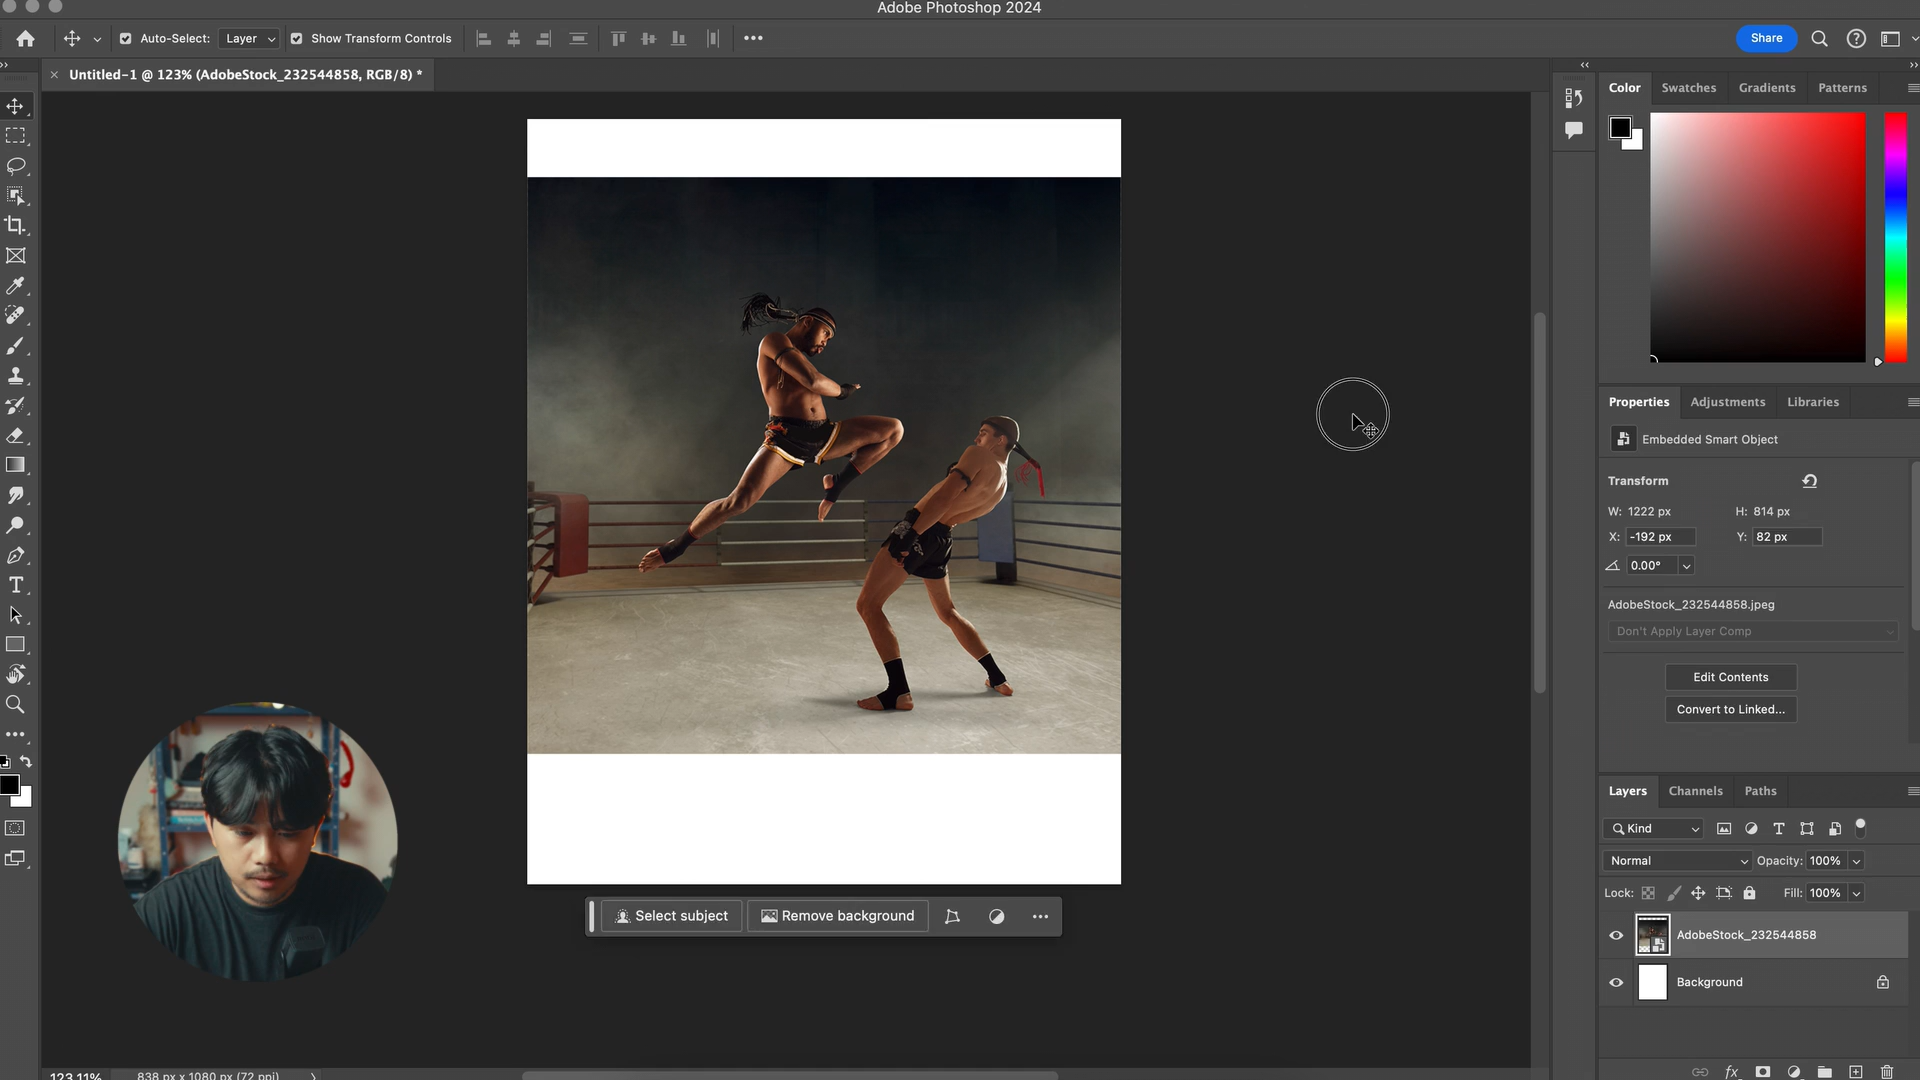 Adobe Photoshop 2024
Auto-Select: Layer Show Transform Controls Share
Untitled-1 @ 123% (AdobeStock_232544858, RGB/8) *
Color Swatches Gradients Patterns
Properties Adjustments Libraries
Embedded Smart Object
Transform
W: 1222 px H: 814 px
X: -192 px Y: 82 px
0.00°
AdobeStock_232544858.jpeg
Don't Apply Layer Comp
Edit Contents
Convert to Linked...
Layers Channels Paths
Kind
Normal Opacity: 100%
Lock: Fill: 100%
AdobeStock_232544858
Background
Select subject Remove background
123.11% 838 px x 1080 px (72 ppi)